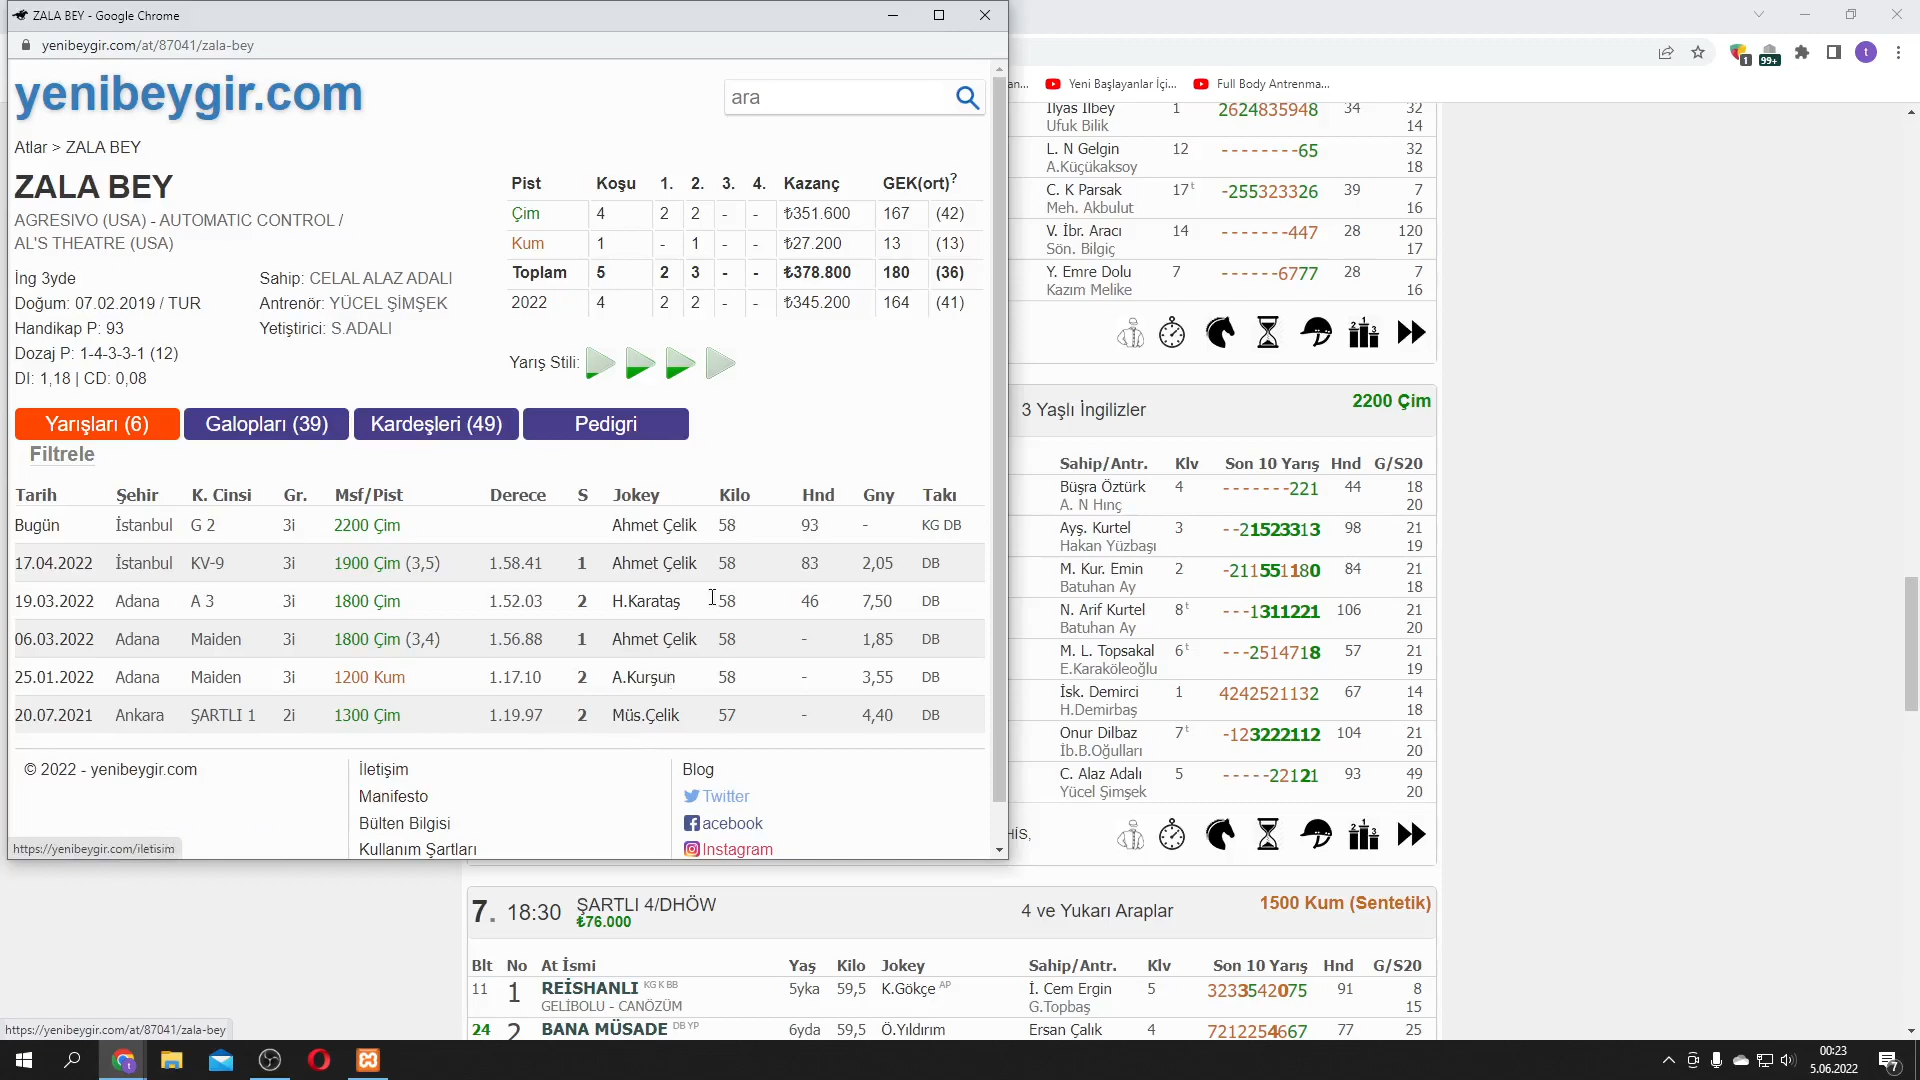 ZALA BEY - Google Chrome
yenibeygir.com/at/87041/zala-bey
yenibeygir.com
ara
Atlar > ZALA BEY
ZALA BEY
AGRESIVO (USA) - AUTOMATIC CONTROL /
AL'S THEATRE (USA)
İng 3yde
Doğum: 07.02.2019 / TUR
Handikap P: 93
Dozaj P: 1-4-3-3-1 (12)
DI: 1,18 | CD: 0,08
Sahip: CELAL ALAZ ADALI
Antrenör: YÜCEL ŞİMŞEK
Yetiştirici: S.ADALI
Pist Koşu 1. 2. 3. 4. Kazanç GEK(ort)?
Çim 4 2 2 - - ₺351.600 167 (42)
Kum 1 - 1 - - ₺27.200 13 (13)
Toplam 5 2 3 - - ₺378.800 180 (36)
2022 4 2 2 - - ₺345.200 164 (41)
Yarış Stili:
Yarışları (6) Galopları (39) Kardeşleri (49) Pedigri
Filtrele
Tarih Şehir K. Cinsi Gr. Msf/Pist Derece S Jokey Kilo Hnd Gny Takı
Bugün İstanbul G 2 3i 2200 Çim Ahmet Çelik 58 93 - KG DB
17.04.2022 İstanbul KV-9 3i 1900 Çim (3,5) 1.58.41 1 Ahmet Çelik 58 83 2,05 DB
19.03.2022 Adana A 3 3i 1800 Çim 1.52.03 2 H.Karataş 58 46 7,50 DB
06.03.2022 Adana Maiden 3i 1800 Çim (3,4) 1.56.88 1 Ahmet Çelik 58 - 1,85 DB
25.01.2022 Adana Maiden 3i 1200 Kum 1.17.10 2 A.Kurşun 58 - 3,55 DB
20.07.2021 Ankara ŞARTLI 1 2i 1300 Çim 1.19.97 2 Müs.Çelik 57 - 4,40 DB
© 2022 - yenibeygir.com
İletişim
Manifesto
Bülten Bilgisi
Kullanım Şartları
Blog
Twitter
acebook
Instagram
https://yenibeygir.com/iletisim
an...
Yeni Başlayanlar İçi...
Full Body Antrenma...
1
99+
t
İlyas İlbey 1 2624835948 34 32
Ufuk Bilik 14
L. N Gelgin 12 - - - - - - - -65 32
A.Küçükaksoy 18
C. K Parsak 17t -255323326 39 7
Meh. Akbulut 16
V. İbr. Aracı 14 - - - - - - -447 28 120
Sön. Bilgiç 17
Y. Emre Dolu 7 - - - - - -6777 28 7
Kazım Melike 16
3 Yaşlı İngilizler 2200 Çim
Sahip/Antr. Klv Son 10 Yarış Hnd G/S20
Büşra Öztürk 4 - - - - - - -221 44 18
A. N Hınç 20
Ayş. Kurtel 3 - -21523313 98 21
Hakan Yüzbaşı 19
M. Kur. Emin 2 -211551180 84 21
Batuhan Ay 18
N. Arif Kurtel 8t - - -1311221 106 21
Batuhan Ay 20
M. L. Topsakal 6t - - -2514718 57 21
E.Karaköleoğlu 19
İsk. Demirci 1 4242521132 67 14
H.Demirbaş 18
Onur Dilbaz 7t -123222112 104 21
İb.B.Oğulları 20
C. Alaz Adalı 5 - - - - -22121 93 49
Yücel Şimşek 20
HİS,
7. 18:30 ŞARTLI 4/DHÖW 4 ve Yukarı Araplar 1500 Kum (Sentetik)
₺76.000
Blt No At İsmi Yaş Kilo Jokey Sahip/Antr. Klv Son 10 Yarış Hnd G/S20
11 1 REİSHANLI KG K BB 5yka 59,5 K.Gökçe AP İ. Cem Ergin 5 3233542075 91 8
GELİBOLU - CANÖZÜM G.Topbaş 15
24 2 BANA MÜSADE DB YP 6yda 59,5 Ö.Yıldırım Ersan Çalık 4 7212254667 77 25
https://yenibeygir.com/at/87041/zala-bey
00:23
5.06.2022
7